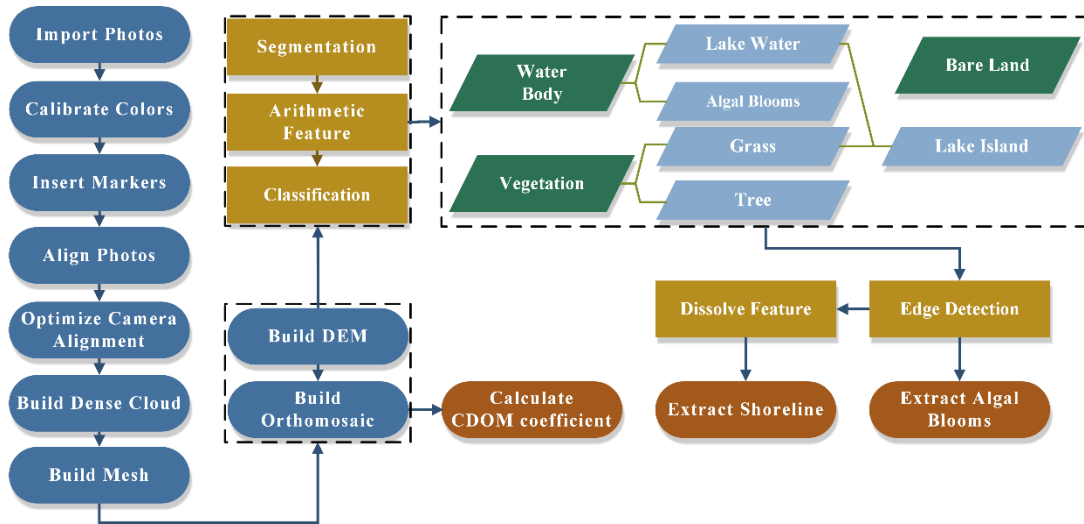 Import Photos
Calibrate Colors
Insert Markers
Align Photos
Optimize Camera
Alignment
Build Dense Cloud
Build Mesh
Segmentation
Arithmetic
Feature
Classification
Build DEM
Build
Orthomosaic
Calculate
CDOM coefficient
Water
Body
Vegetation
Lake Water
Algal Blooms
Grass
Tree
Bare Land
Lake Island
Dissolve Feature
Edge Detection
Extract Shoreline
Extract Algal
Blooms